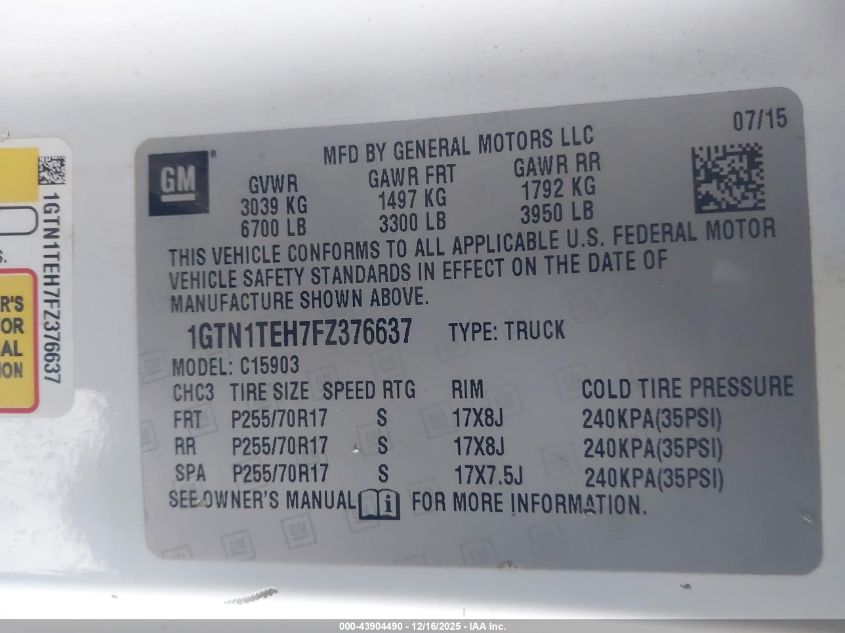 GM
®
MFD BY GENERAL MOTORS LLC
07/15
GVWR GAWR FRT GAWR RR
3039 KG 1497 KG 1792 KG
6700 LB 3300 LB 3950 LB
THIS VEHICLE CONFORMS TO ALL APPLICABLE U.S. FEDERAL MOTOR
VEHICLE SAFETY STANDARDS IN EFFECT ON THE DATE OF
MANUFACTURE SHOWN ABOVE.
1GTN1TEH7FZ376637 TYPE: TRUCK
MODEL: C15903
CHC3 TIRE SIZE SPEED RTG RIM COLD TIRE PRESSURE
FRT P255/70R17 S 17X8J 240KPA(35PSI)
RR P255/70R17 S 17X8J 240KPA(35PSI)
SPA P255/70R17 S 17X7.5J 240KPA(35PSI)
SEE OWNER'S MANUAL i FOR MORE INFORMATION.
1GTN1TEH7FZ376637
S.
R'S
OR
AL
ION
000-43904490 - 12/16/2025 - IAA Inc.